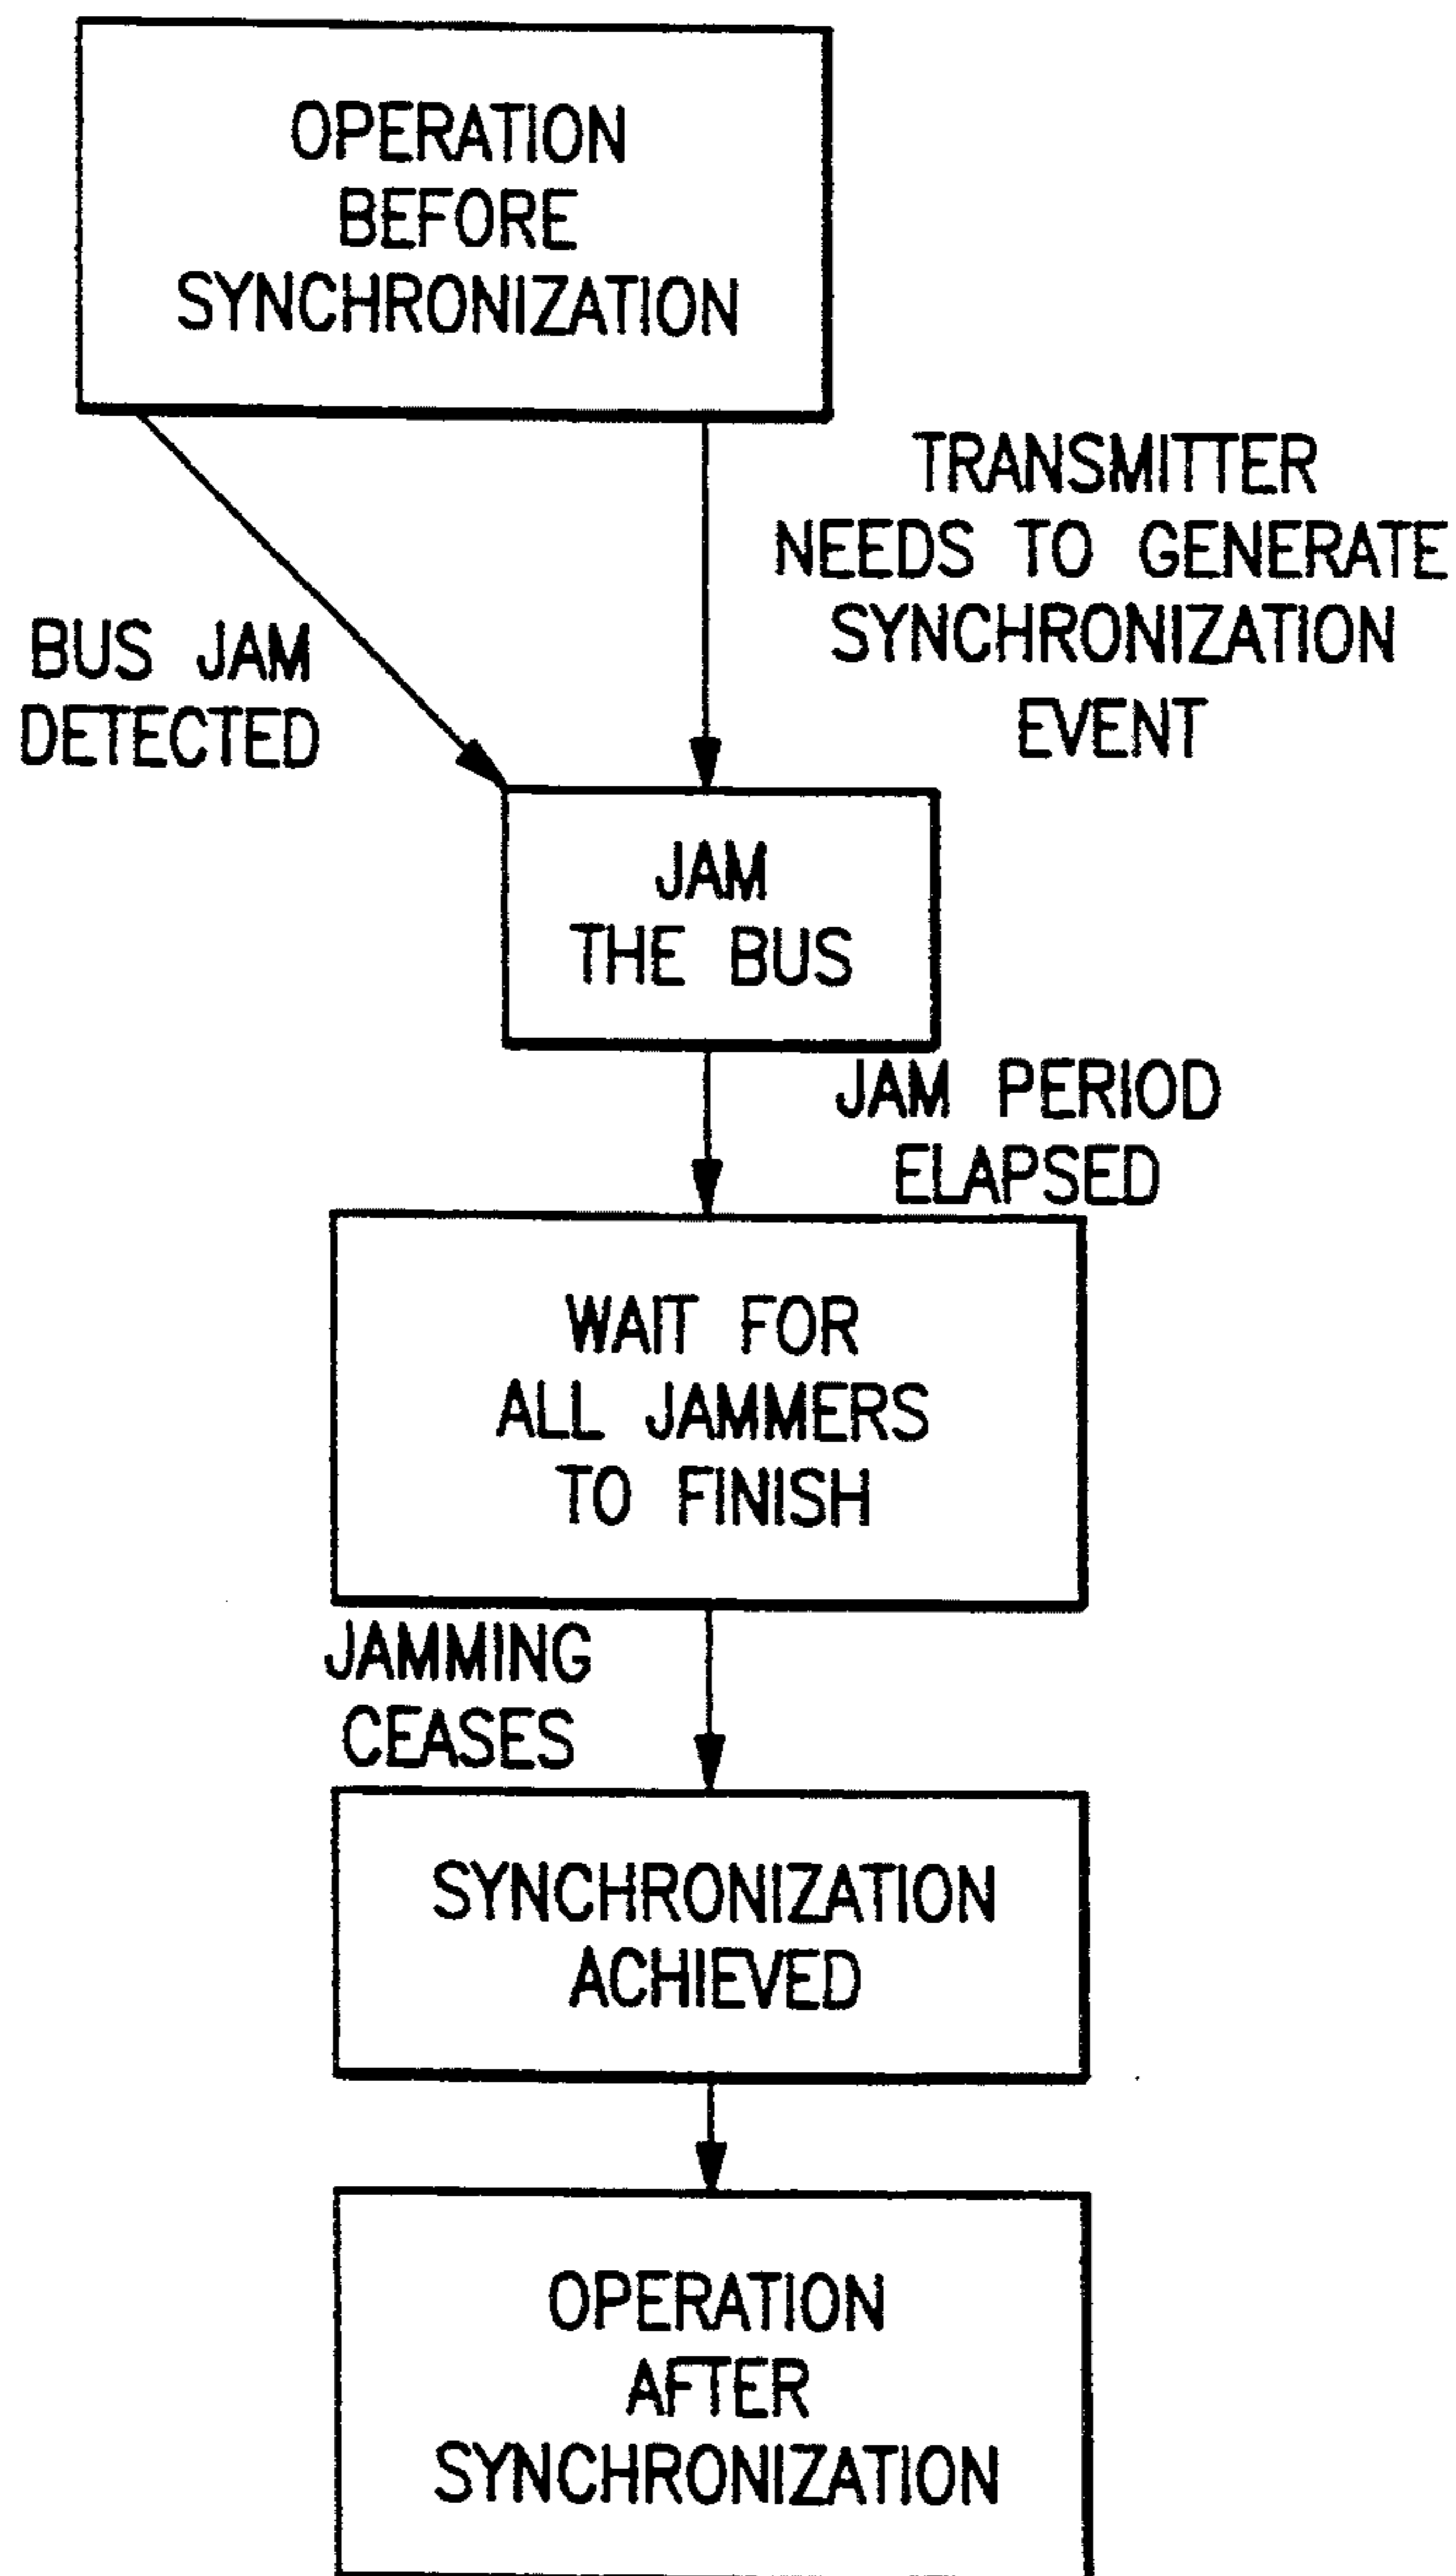 OPERATION
BEFORE
SYNCHRONIZATION
TRANSMITTER
NEEDS TO GENERATE
SYNCHRONIZATION
EVENT
BUS JAM
DETECTED
JAM
THE BUS
JAM PERIOD
ELAPSED
WAIT FOR
ALL JAMMERS
TO FINISH
JAMMING
CEASES
SYNCHRONIZATION
ACHIEVED
OPERATION
AFTER
SYNCHRONIZATION